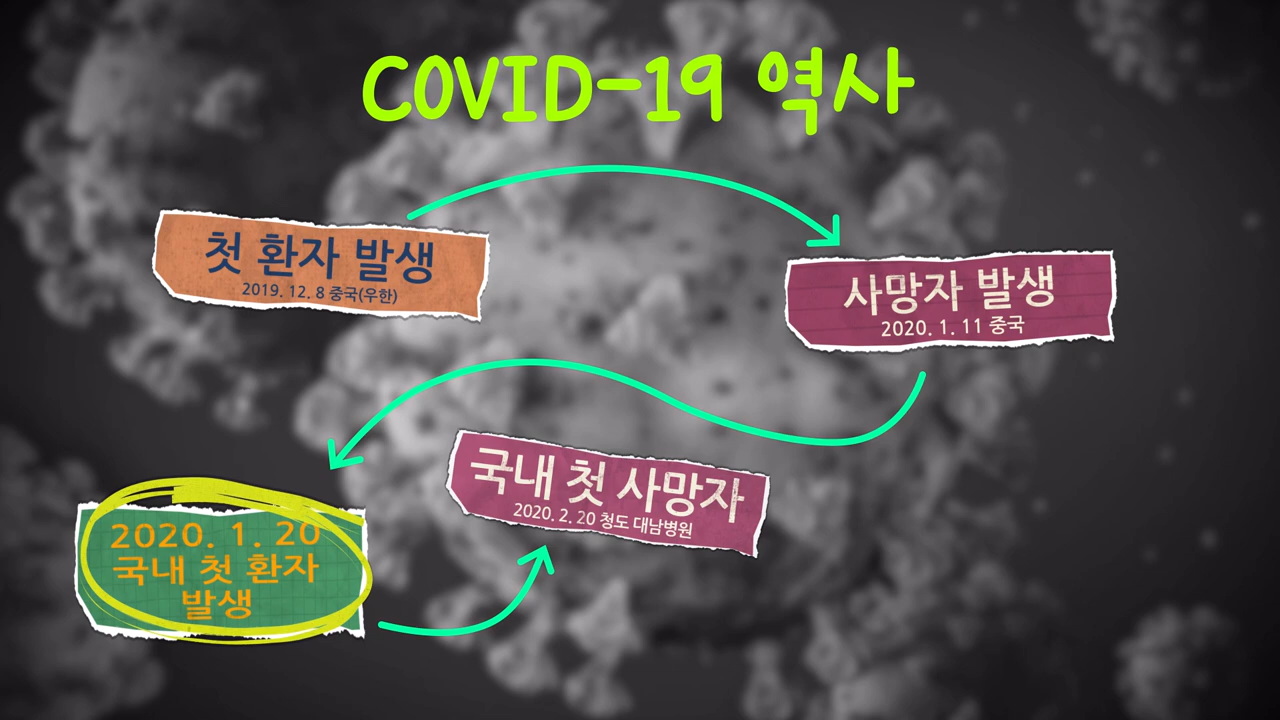 COVID-19 역사
첫 환자 발생
2019. 12. 8 중국(우한)
사망자 발생
2020. 1. 11 중국
2020. 1. 20
국내 첫 환자
발생
국내 첫 사망자
2020. 2. 20 청도 대남병원